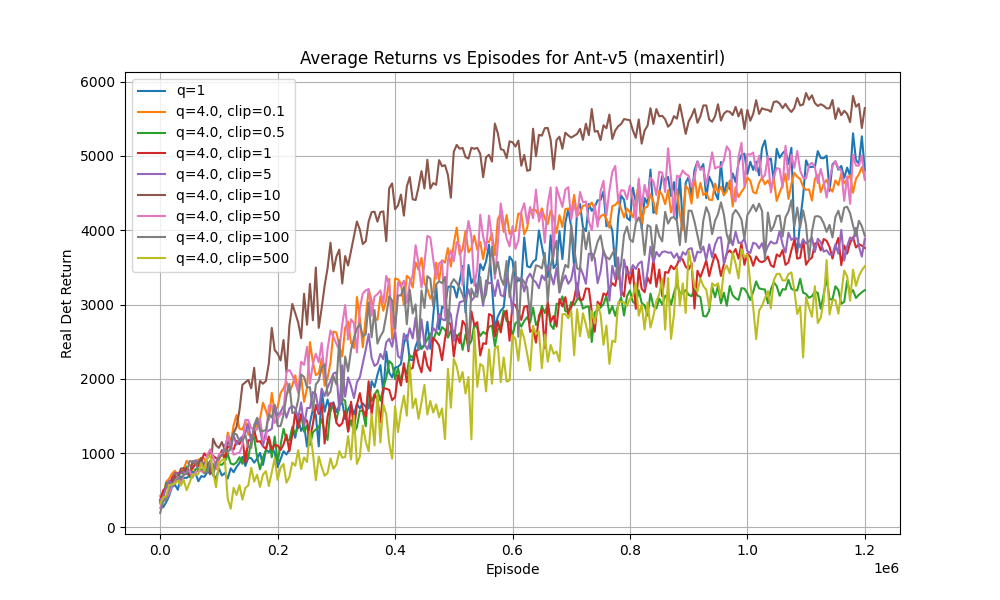 Average Returns vs Episodes for Ant-v5 (maxentirl)
6000
5000
4000
3000
2000
1000
0
Real Det Return
q=1
q=4.0, clip=0.1
q=4.0, clip=0.5
q=4.0, clip=1
q=4.0, clip=5
q=4.0, clip=10
q=4.0, clip=50
q=4.0, clip=100
q=4.0, clip=500
0.0 0.2 0.4 0.6 0.8 1.0 1.2
1e6
Episode